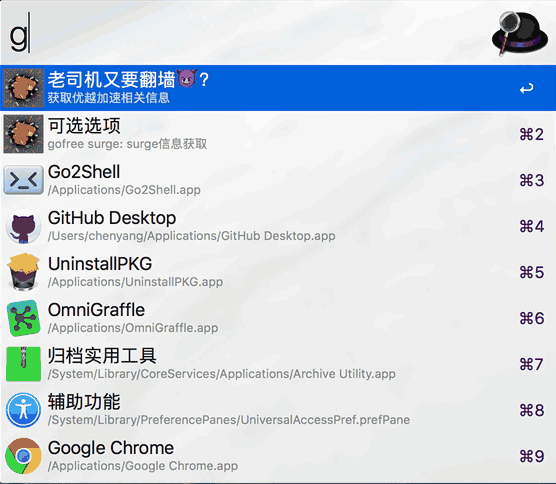 g
老司机又要翻墙😈？
获取优越加速相关信息
↩
可选选项
gofree surge: surge信息获取
⌘2
Go2Shell
/Applications/Go2Shell.app
⌘3
GitHub Desktop
/Users/chenyang/Applications/GitHub Desktop.app
⌘4
UninstallPKG
/Applications/UninstallPKG.app
⌘5
OmniGraffle
/Applications/OmniGraffle.app
⌘6
归档实用工具
/System/Library/CoreServices/Applications/Archive Utility.app
⌘7
辅助功能
/System/Library/PreferencePanes/UniversalAccessPref.prefPane
⌘8
Google Chrome
/Applications/Google Chrome.app
⌘9